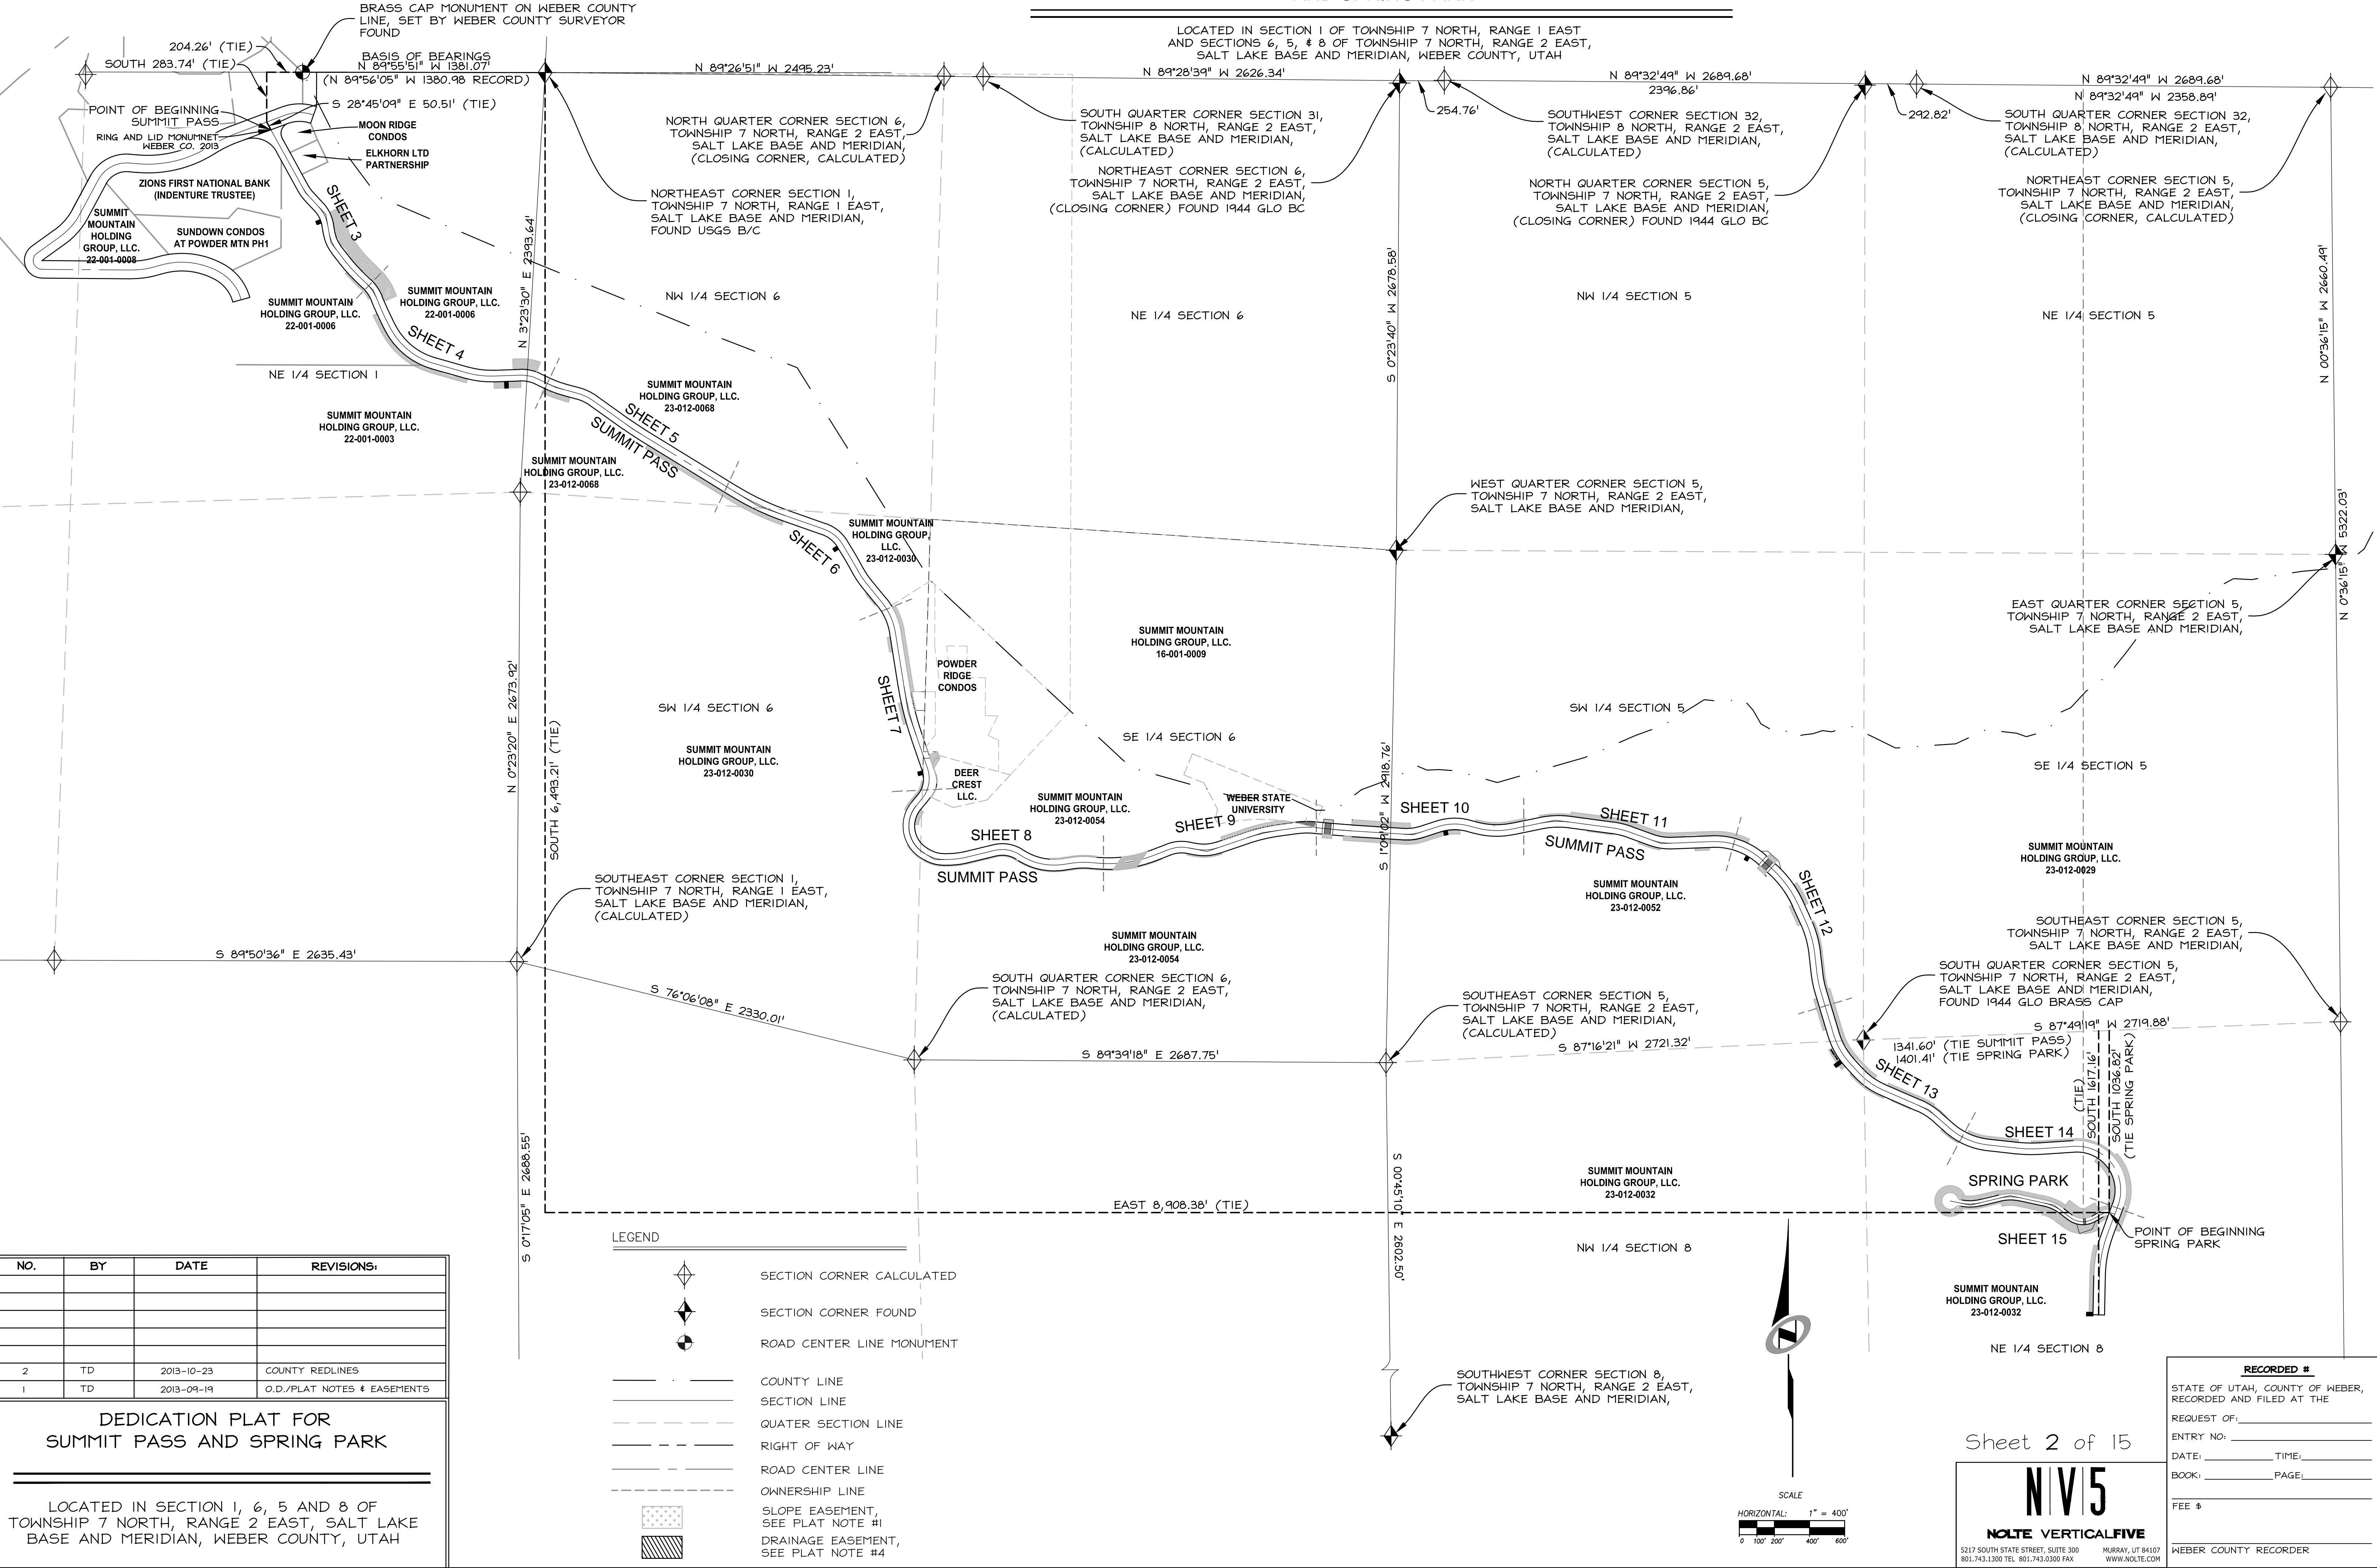 LOCATED IN SECTION 1 OF TOWNSHIP 7 NORTH, RANGE 1 EAST
AND SECTIONS 6, 5, & 8 OF TOWNSHIP 7 NORTH, RANGE 2 EAST,
SALT LAKE BASE AND MERIDIAN, WEBER COUNTY, UTAH
BRASS CAP MONUMENT ON WEBER COUNTY
LINE, SET BY WEBER COUNTY SURVEYOR
FOUND
204.26' (TIE)
SOUTH 283.74' (TIE)
BASIS OF BEARINGS
N 89°55'51" W 1381.07'
(N 89°56'05" W 1380.98 RECORD)
S 28°45'09" E 50.51' (TIE)
POINT OF BEGINNING
SUMMIT PASS
RING AND LID MONUMNET
WEBER CO. 2013
MOON RIDGE
CONDOS
ELKHORN LTD
PARTNERSHIP
ZIONS FIRST NATIONAL BANK
(INDENTURE TRUSTEE)
SUMMIT
MOUNTAIN
HOLDING
GROUP, LLC.
22-001-0008
SUNDOWN CONDOS
AT POWDER MTN PH1
SHEET 3
N 89°26'51" W 2495.23'
N 89°28'39" W 2626.34'
N 89°32'49" W 2689.68'
2396.86'
N 89°32'49" W 2689.68'
N 89°32'49" W 2358.89'
254.76'
292.82'
NORTH QUARTER CORNER SECTION 6,
TOWNSHIP 7 NORTH, RANGE 2 EAST,
SALT LAKE BASE AND MERIDIAN,
(CLOSING CORNER, CALCULATED)
NORTHEAST CORNER SECTION 1,
TOWNSHIP 7 NORTH, RANGE 1 EAST,
SALT LAKE BASE AND MERIDIAN,
FOUND USGS B/C
SOUTH QUARTER CORNER SECTION 31,
TOWNSHIP 8 NORTH, RANGE 2 EAST,
SALT LAKE BASE AND MERIDIAN,
(CALCULATED)
NORTHEAST CORNER SECTION 6,
TOWNSHIP 7 NORTH, RANGE 2 EAST,
SALT LAKE BASE AND MERIDIAN,
(CLOSING CORNER) FOUND 1944 GLO BC
SOUTHWEST CORNER SECTION 32,
TOWNSHIP 8 NORTH, RANGE 2 EAST,
SALT LAKE BASE AND MERIDIAN,
(CALCULATED)
NORTH QUARTER CORNER SECTION 5,
TOWNSHIP 7 NORTH, RANGE 2 EAST,
SALT LAKE BASE AND MERIDIAN,
(CLOSING CORNER) FOUND 1944 GLO BC
SOUTH QUARTER CORNER SECTION 32,
TOWNSHIP 8 NORTH, RANGE 2 EAST,
SALT LAKE BASE AND MERIDIAN,
(CALCULATED)
NORTHEAST CORNER SECTION 5,
TOWNSHIP 7 NORTH, RANGE 2 EAST,
SALT LAKE BASE AND MERIDIAN,
(CLOSING CORNER, CALCULATED)
N 3°23'30" E 2393.64'
S 0°23'40" W 2678.58'
N 00°36'15" W 2660.49'
N 0°36'15" W 5322.03'
SUMMIT MOUNTAIN
HOLDING GROUP, LLC.
22-001-0006
SUMMIT MOUNTAIN
HOLDING GROUP, LLC.
22-001-0006
SHEET 4
NW 1/4 SECTION 6
NE 1/4 SECTION 6
NW 1/4 SECTION 5
NE 1/4 SECTION 5
NE 1/4 SECTION 1
SUMMIT MOUNTAIN
HOLDING GROUP, LLC.
22-001-0003
SUMMIT MOUNTAIN
HOLDING GROUP, LLC.
23-012-0068
SHEET 5
SUMMIT PASS
SUMMIT MOUNTAIN
HOLDING GROUP, LLC.
23-012-0068
SUMMIT MOUNTAIN
HOLDING GROUP,
LLC.
23-012-0030
SHEET 6
WEST QUARTER CORNER SECTION 5,
TOWNSHIP 7 NORTH, RANGE 2 EAST,
SALT LAKE BASE AND MERIDIAN,
EAST QUARTER CORNER SECTION 5,
TOWNSHIP 7 NORTH, RANGE 2 EAST,
SALT LAKE BASE AND MERIDIAN,
SUMMIT MOUNTAIN
HOLDING GROUP, LLC.
16-001-0009
POWDER
RIDGE
CONDOS
SHEET 7
N 0°23'20" E 2673.92'
SOUTH 6,493.21' (TIE)
SW 1/4 SECTION 6
SUMMIT MOUNTAIN
HOLDING GROUP, LLC.
23-012-0030
SE 1/4 SECTION 6
SW 1/4 SECTION 5
SE 1/4 SECTION 5
DEER
CREST
LLC.
SUMMIT MOUNTAIN
HOLDING GROUP, LLC.
23-012-0054
WEBER STATE
UNIVERSITY
S 1°09'02" W 2918.76'
SHEET 8
SUMMIT PASS
SHEET 9
SHEET 10
SHEET 11
SUMMIT PASS
SHEET 12
SUMMIT MOUNTAIN
HOLDING GROUP, LLC.
23-012-0052
SUMMIT MOUNTAIN
HOLDING GROUP, LLC.
23-012-0029
SOUTHEAST CORNER SECTION 1,
TOWNSHIP 7 NORTH, RANGE 1 EAST,
SALT LAKE BASE AND MERIDIAN,
(CALCULATED)
SUMMIT MOUNTAIN
HOLDING GROUP, LLC.
23-012-0054
SOUTHEAST CORNER SECTION 5,
TOWNSHIP 7 NORTH, RANGE 2 EAST,
SALT LAKE BASE AND MERIDIAN,
S 89°50'36" E 2635.43'
S 76°06'08" E 2330.01'
SOUTH QUARTER CORNER SECTION 6,
TOWNSHIP 7 NORTH, RANGE 2 EAST,
SALT LAKE BASE AND MERIDIAN,
(CALCULATED)
SOUTHEAST CORNER SECTION 5,
TOWNSHIP 7 NORTH, RANGE 2 EAST,
SALT LAKE BASE AND MERIDIAN,
(CALCULATED)
SOUTH QUARTER CORNER SECTION 5,
TOWNSHIP 7 NORTH, RANGE 2 EAST,
SALT LAKE BASE AND MERIDIAN,
FOUND 1944 GLO BRASS CAP
S 89°39'18" E 2687.75'
S 87°16'21" W 2721.32'
S 87°49'19" W 2719.88'
1341.60' (TIE SUMMIT PASS)
1401.41' (TIE SPRING PARK)
SHEET 13
(TIE)
SOUTH 1617.16'
SOUTH 1036.82'
(TIE SPRING PARK)
SHEET 14
SPRING PARK
SHEET 15
POINT OF BEGINNING
SPRING PARK
S 0°17'05" E 2688.55'
S 00°45'10" E 2602.50'
EAST 8,908.38' (TIE)
SUMMIT MOUNTAIN
HOLDING GROUP, LLC.
23-012-0032
NW 1/4 SECTION 8
SUMMIT MOUNTAIN
HOLDING GROUP, LLC.
23-012-0032
NE 1/4 SECTION 8
SOUTHWEST CORNER SECTION 8,
TOWNSHIP 7 NORTH, RANGE 2 EAST,
SALT LAKE BASE AND MERIDIAN,
LEGEND
SECTION CORNER CALCULATED
SECTION CORNER FOUND
ROAD CENTER LINE MONUMENT
COUNTY LINE
SECTION LINE
QUATER SECTION LINE
RIGHT OF WAY
ROAD CENTER LINE
OWNERSHIP LINE
SLOPE EASEMENT,
SEE PLAT NOTE #1
DRAINAGE EASEMENT,
SEE PLAT NOTE #4
NO. BY DATE REVISIONS:
2 TD 2013-10-23 COUNTY REDLINES
1 TD 2013-09-19 O.D./PLAT NOTES & EASEMENTS
DEDICATION PLAT FOR
SUMMIT PASS AND SPRING PARK
LOCATED IN SECTION 1, 6, 5 AND 8 OF
TOWNSHIP 7 NORTH, RANGE 2 EAST, SALT LAKE
BASE AND MERIDIAN, WEBER COUNTY, UTAH
N
SCALE
HORIZONTAL: 1" = 400'
0 100' 200' 400' 600'
Sheet 2 of 15
N|V|5
NOLTE VERTICALFIVE
5217 SOUTH STATE STREET, SUITE 300 MURRAY, UT 84107
801.743.1300 TEL 801.743.0300 FAX WWW.NOLTE.COM
RECORDED #
STATE OF UTAH, COUNTY OF WEBER,
RECORDED AND FILED AT THE
REQUEST OF:
ENTRY NO:
DATE: TIME:
BOOK: PAGE:
FEE $
WEBER COUNTY RECORDER